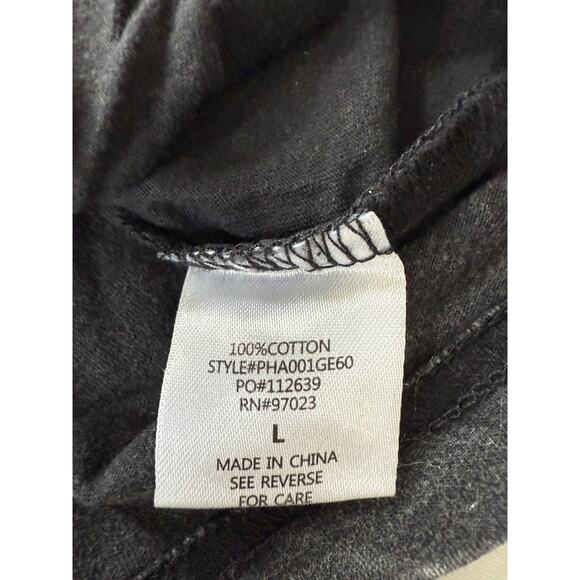 100%COTTON
STYLE#PHA001GE60
PO#112639
RN#97023
L
MADE IN CHINA
SEE REVERSE
FOR CARE